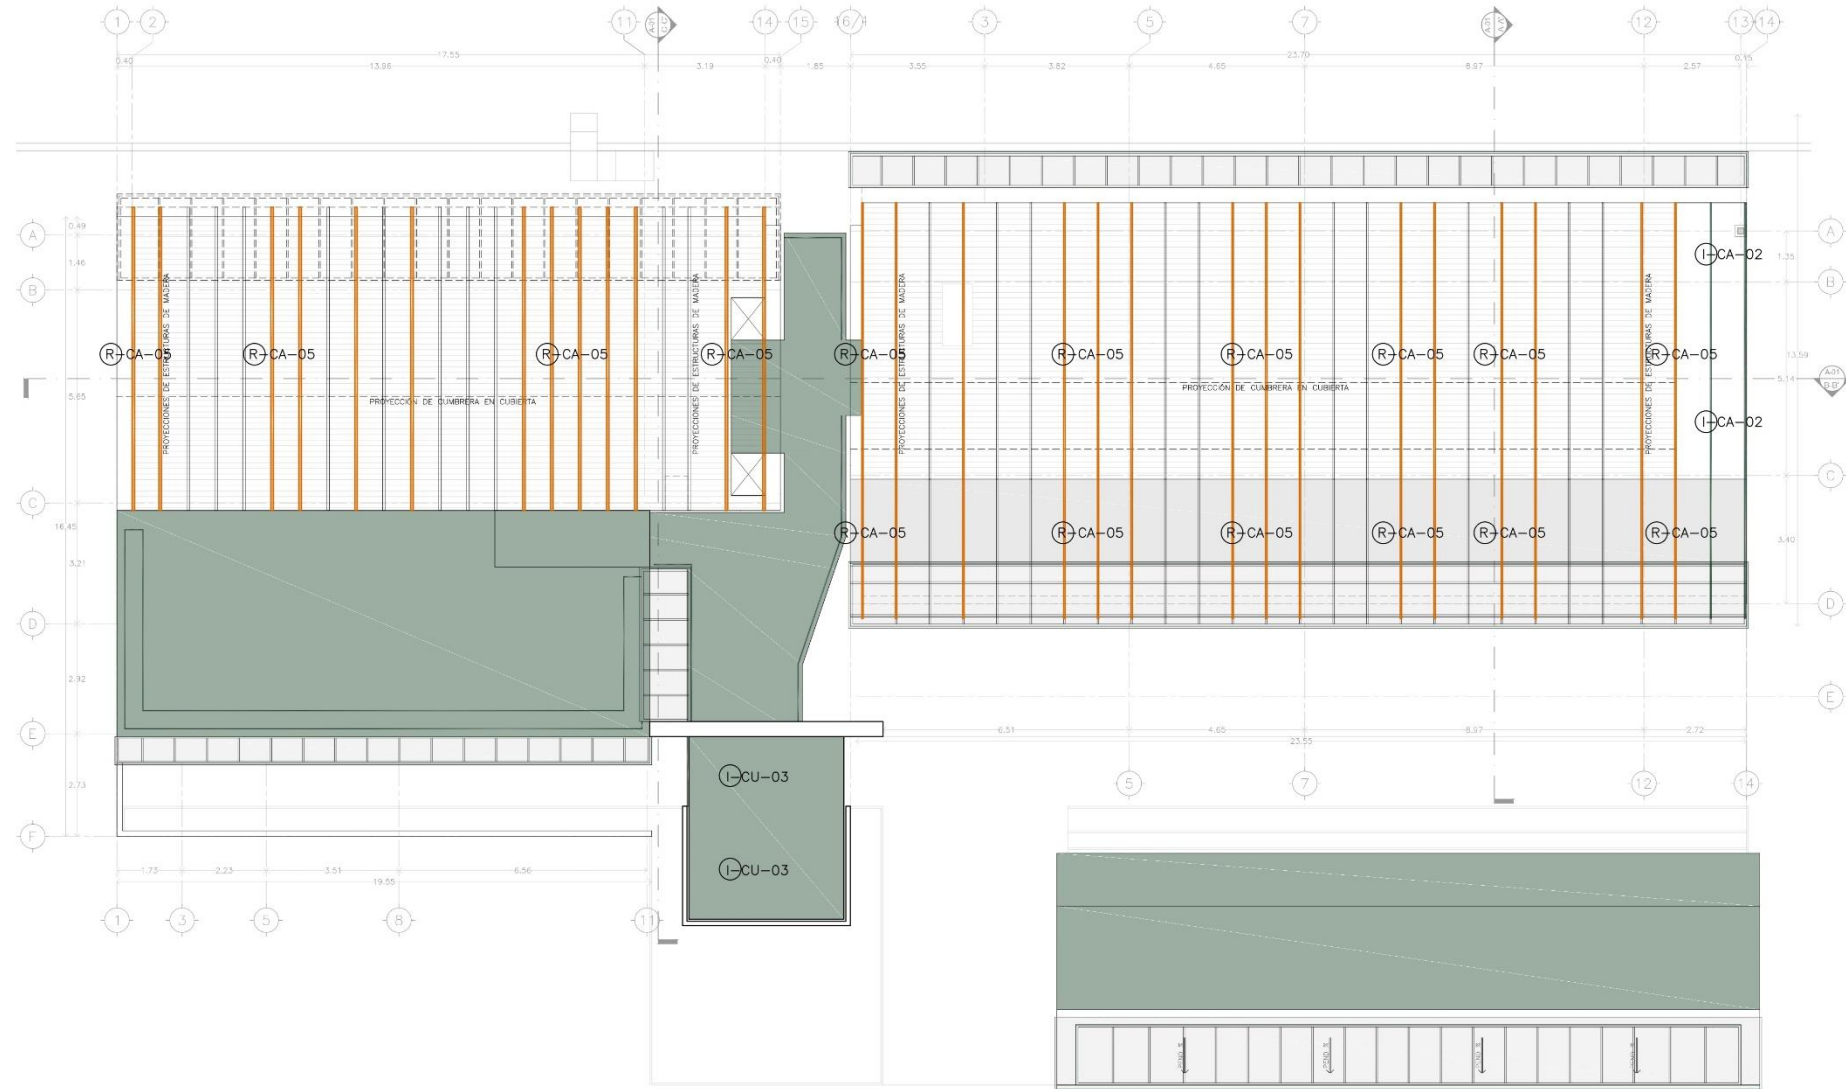 1 2 11 A-01 C-C' 14 15 16/1 3 5 7 A-01 A-A' 12 13 14
17.55 23.70
0.40 13.96 3.19 0.40 1.85 3.55 3.82 4.65 8.97 2.57 0.15
A 0.49 A
1.46 I-CA-02 1.35
B B
PROYECCIONES DE ESTRUCTURAS DE MADERA
PROYECCIONES DE ESTRUCTURAS DE MADERA
PROYECCIONES DE ESTRUCTURAS DE MADERA
PROYECCIONES DE ESTRUCTURAS DE MADERA
R-CA-05 R-CA-05 R-CA-05 R-CA-05 R-CA-05 R-CA-05 R-CA-05 R-CA-05 R-CA-05 R-CA-05 13.59
5.14 A-01 B-B'
PROYECCIÓN DE CUMBRERA EN CUBIERTA
5.65 PROYECCIÓN DE CUMBRERA EN CUBIERTA
I-CA-02
C C
16.45 R-CA-05 R-CA-05 R-CA-05 R-CA-05 R-CA-05 R-CA-05
3.21 3.40
D D
2.92
E E
6.51 4.65 8.97 2.72
23.55
I-CU-03
2.73 5 7 12 14
F
I-CU-03
1.73 2.23 3.51 6.56
19.55
1 3 5 8 11